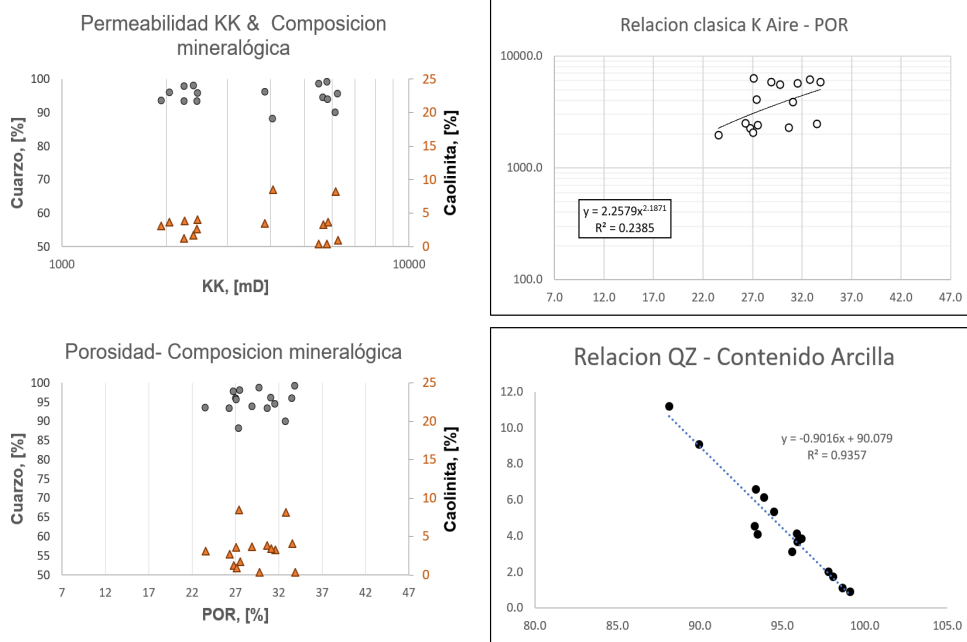 Permeabilidad KK & Composicion
mineralógica
100
90
80
70
60
50
25
20
15
10
5
0
Cuarzo, [%]
Caolinita, [%]
1000
10000
KK, [mD]
Relacion clasica K Aire - POR
10000.0
1000.0
100.0
y = 2.2579x^2.1871
R² = 0.2385
7.0 12.0 17.0 22.0 27.0 32.0 37.0 42.0 47.0
Porosidad- Composicion mineralógica
100
95
90
85
80
75
70
65
60
55
50
25
20
15
10
5
0
Cuarzo, [%]
Caolinita, [%]
7 12 17 22 27 32 37 42 47
POR, [%]
Relacion QZ - Contenido Arcilla
12.0
10.0
8.0
6.0
4.0
2.0
0.0
y = -0.9016x + 90.079
R² = 0.9357
80.0 85.0 90.0 95.0 100.0 105.0